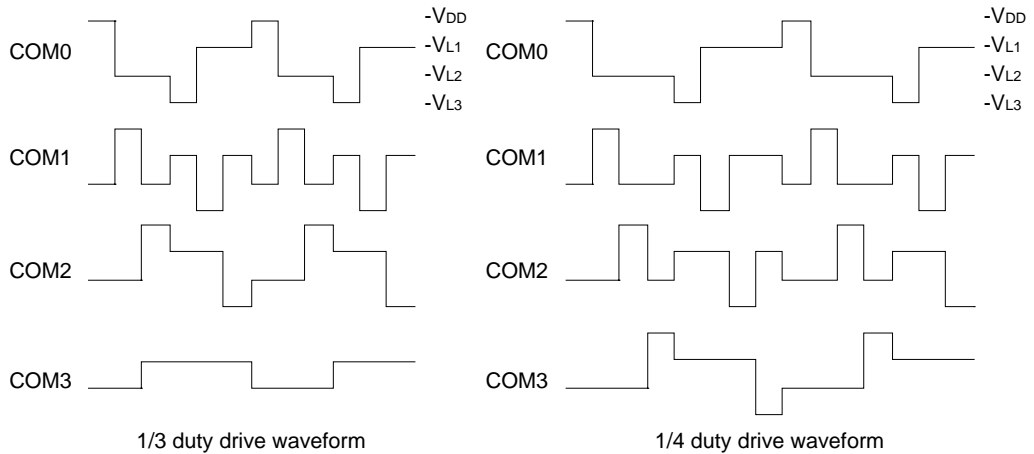 COM0
-VDD
-VL1
-VL2
-VL3
COM1
COM2
COM3
1/3 duty drive waveform
COM0
-VDD
-VL1
-VL2
-VL3
COM1
COM2
COM3
1/4 duty drive waveform